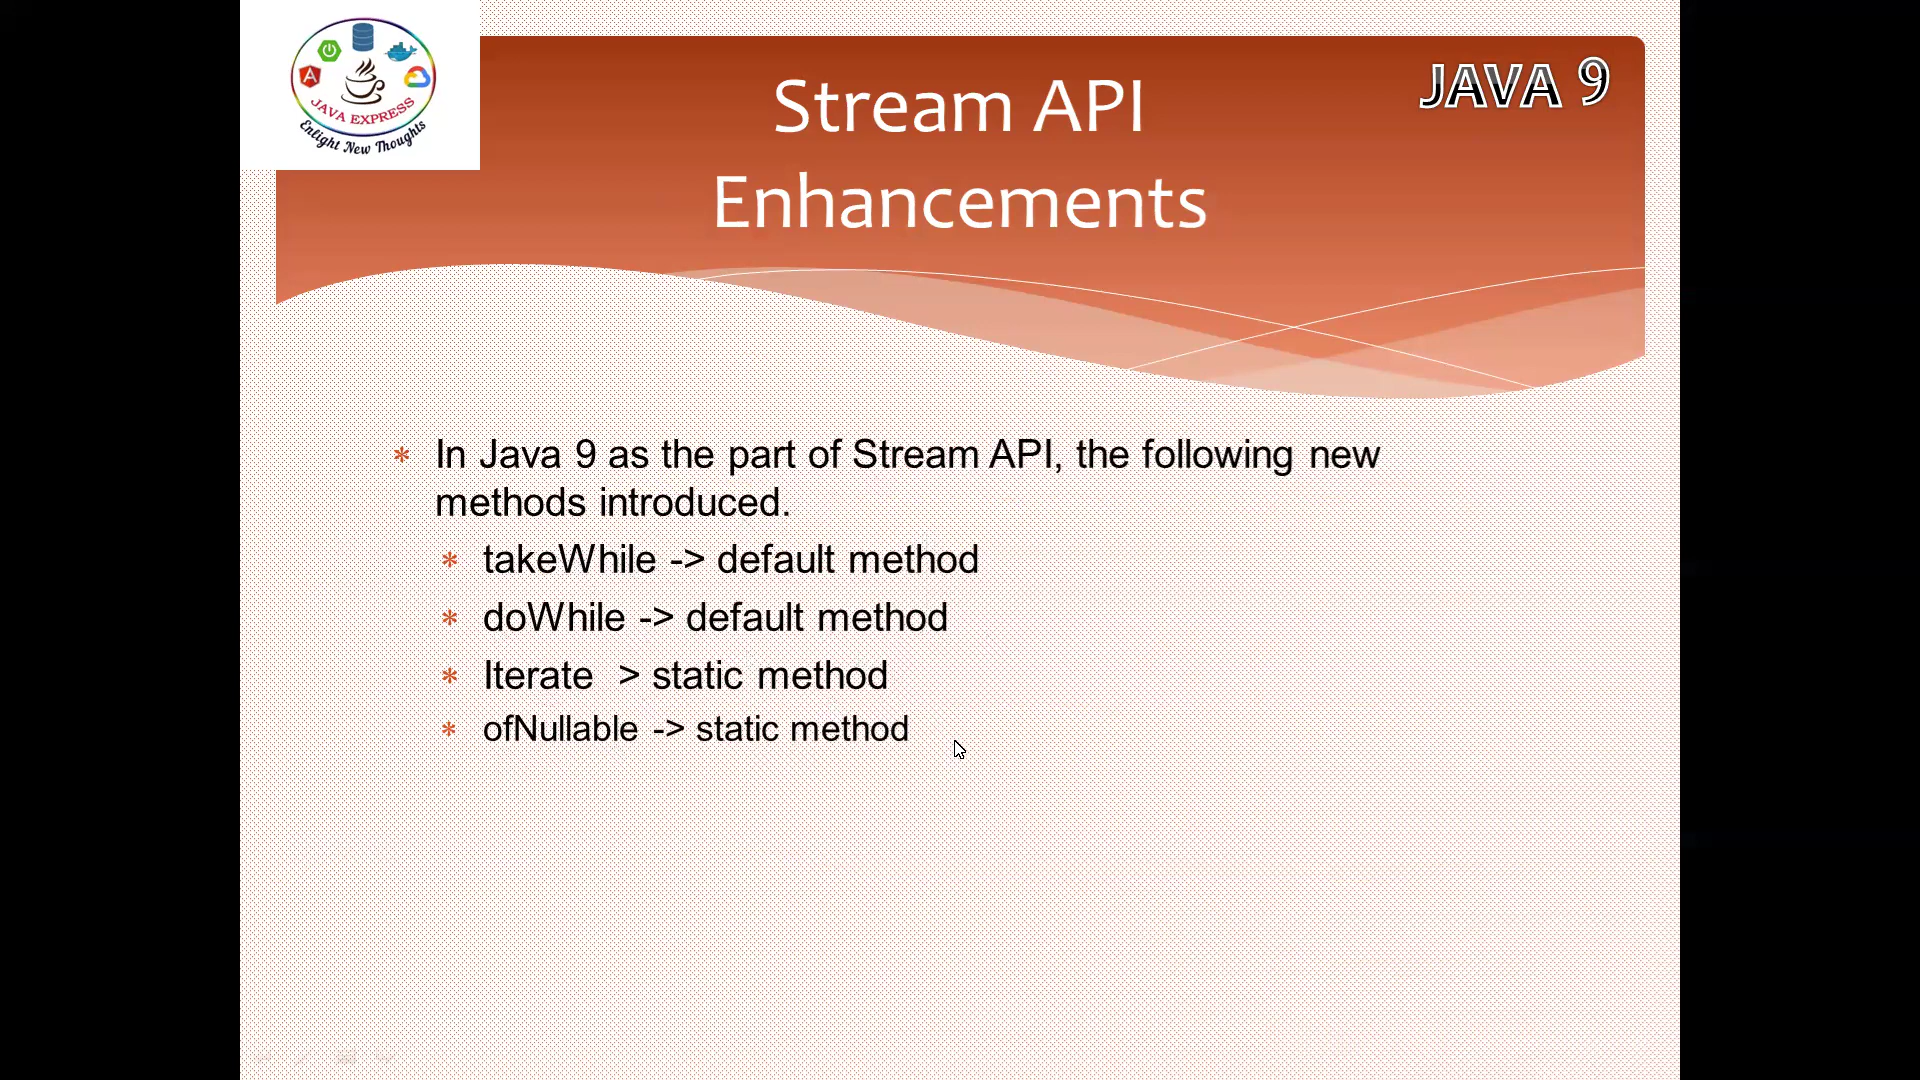 JAVA EXPRESS
Enlight New Thoughts
Stream API
Enhancements
JAVA 9
* In Java 9 as the part of Stream API, the following new
methods introduced.
* takeWhile -> default method
* doWhile -> default method
* Iterate > static method
* ofNullable -> static method